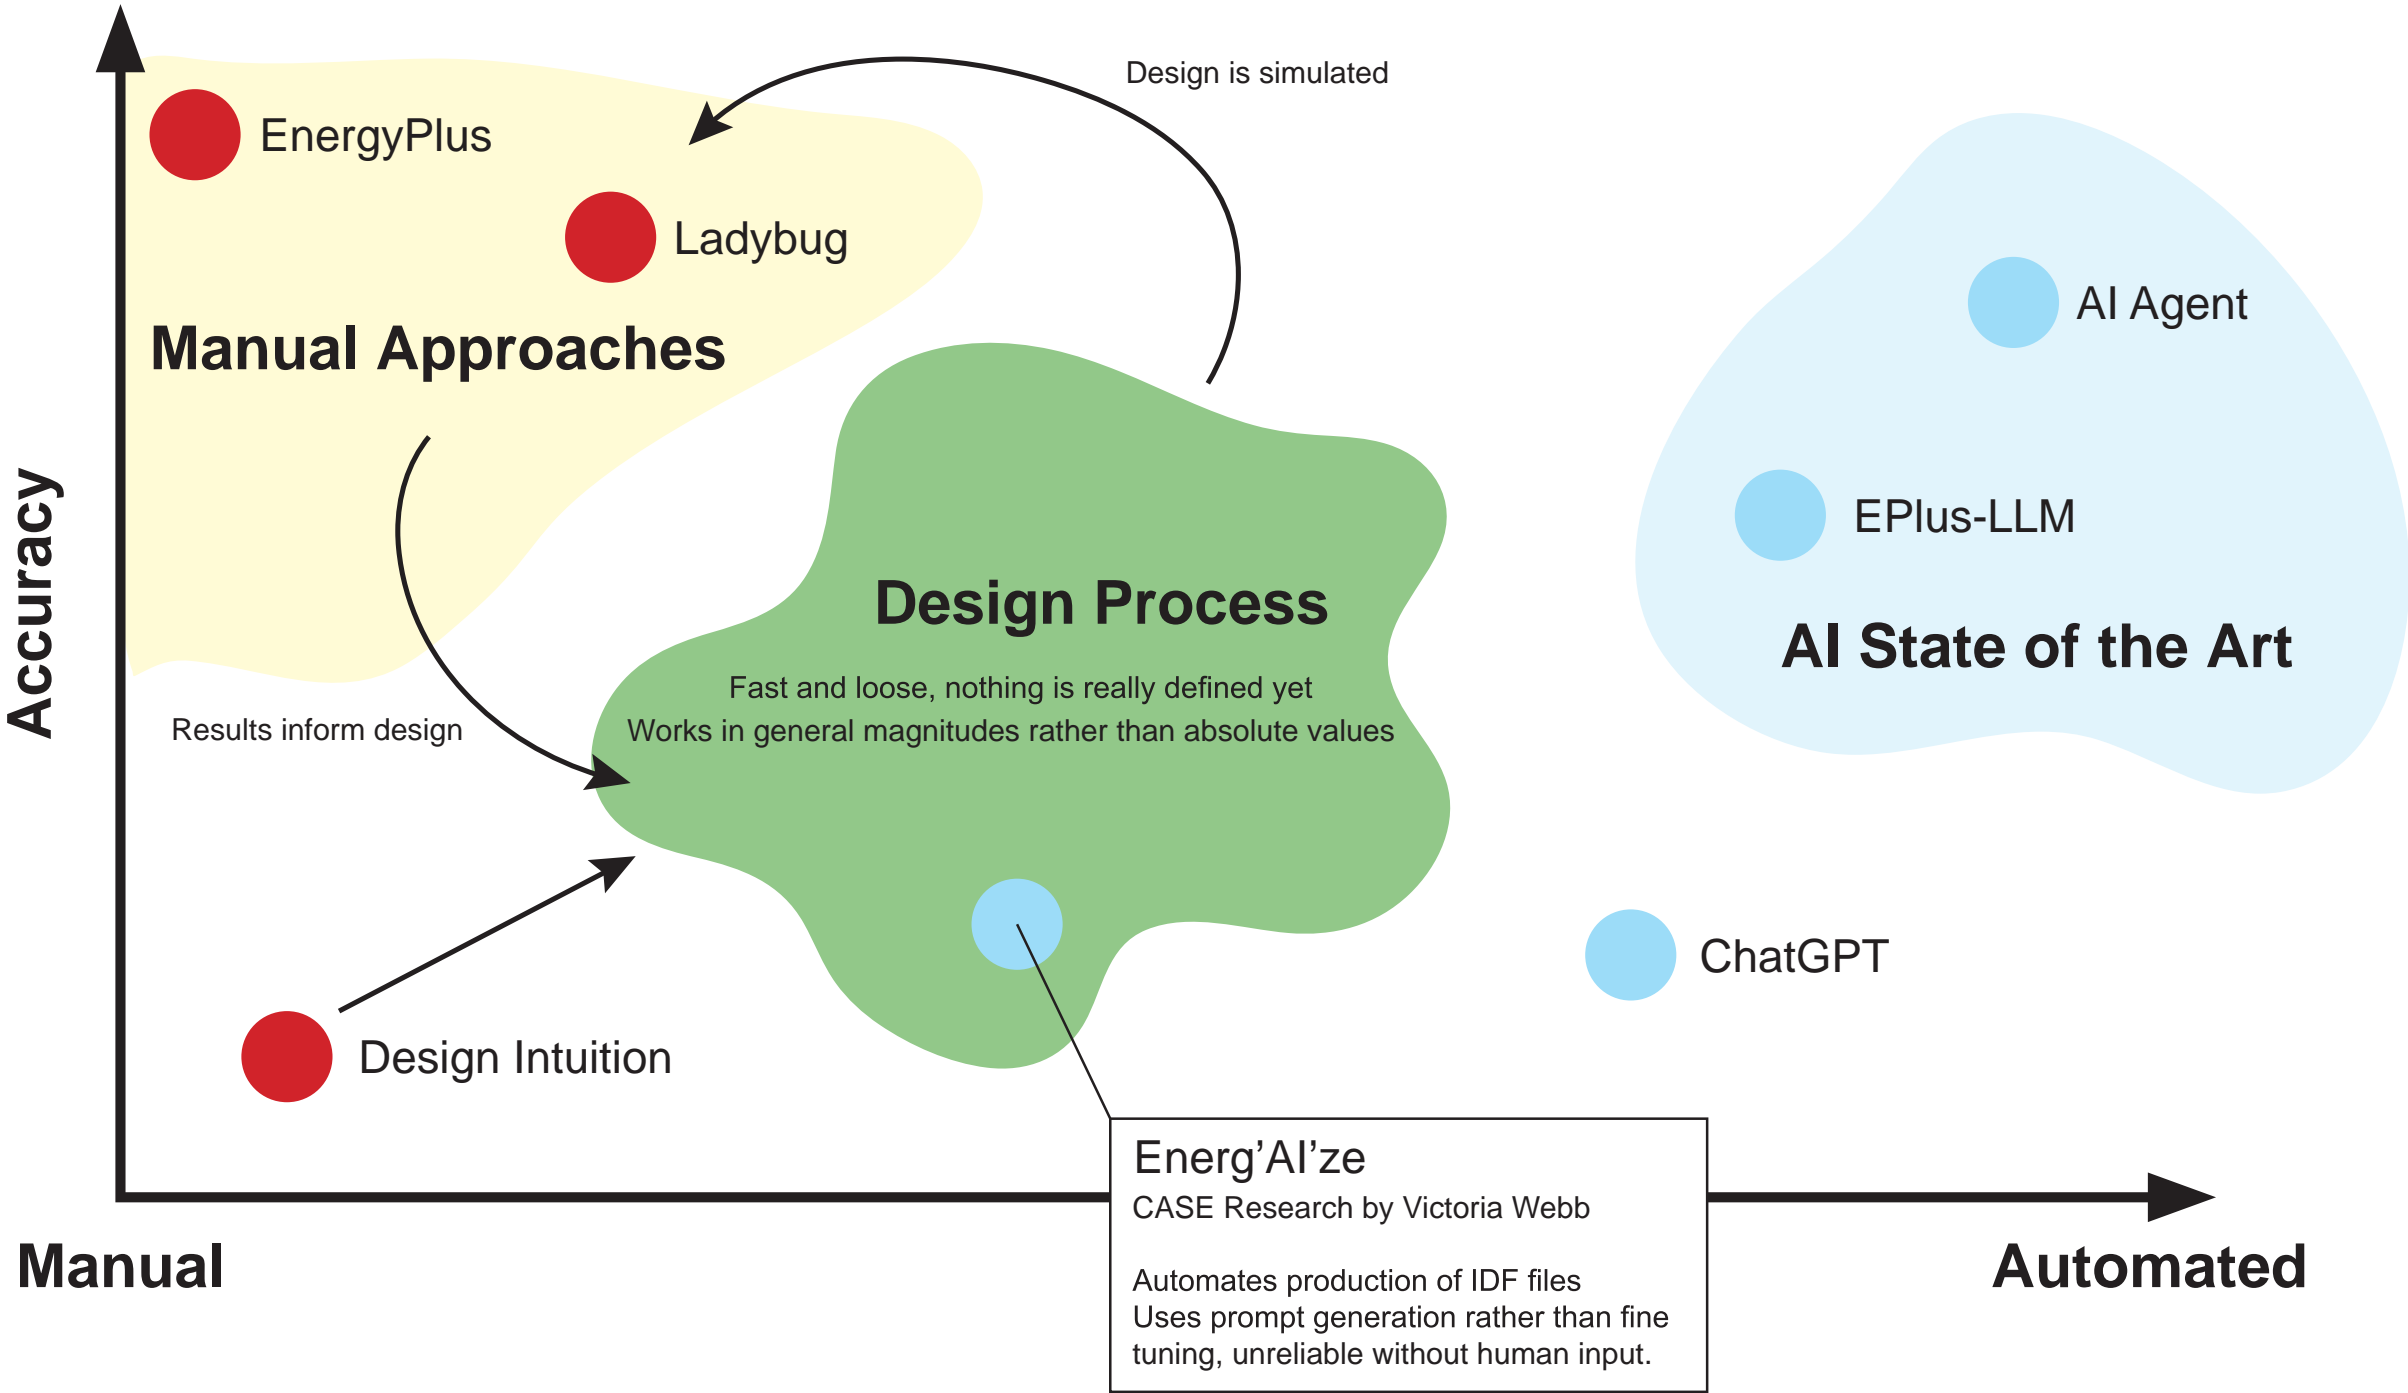 Design is simulated
EnergyPlus
Ladybug
Manual Approaches
AI Agent
EPlus-LLM
AI State of the Art
Accuracy
Design Process
Fast and loose, nothing is really defined yet
Works in general magnitudes rather than absolute values
Results inform design
ChatGPT
Design Intuition
Energ’AI’ze
CASE Research by Victoria Webb
Automates production of IDF files
Uses prompt generation rather than fine
tuning, unreliable without human input.
Manual
Automated